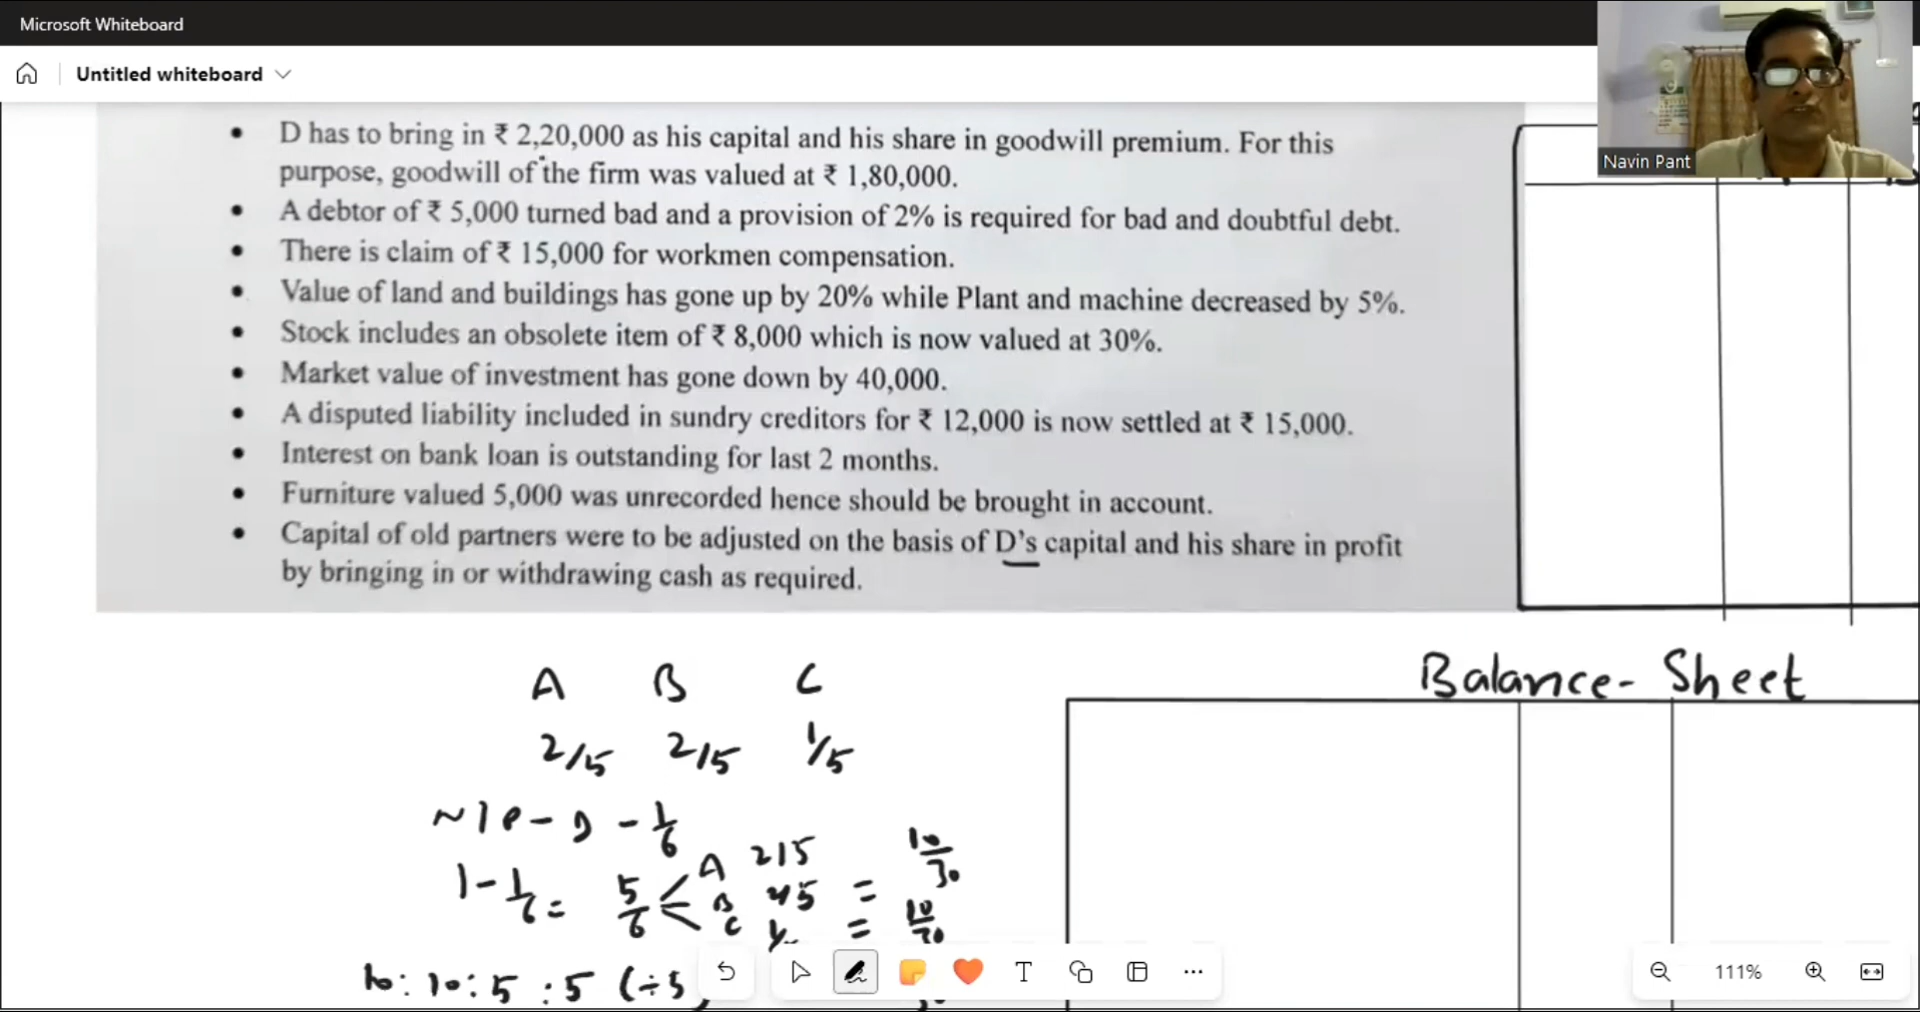 Microsoft Whiteboard
Untitled whiteboard
Navin Pant
• D has to bring in ₹ 2,20,000 as his capital and his share in goodwill premium. For this
purpose, goodwill of the firm was valued at ₹ 1,80,000.
• A debtor of ₹ 5,000 turned bad and a provision of 2% is required for bad and doubtful debt.
• There is claim of ₹ 15,000 for workmen compensation.
• Value of land and buildings has gone up by 20% while Plant and machine decreased by 5%.
• Stock includes an obsolete item of ₹ 8,000 which is now valued at 30%.
• Market value of investment has gone down by 40,000.
• A disputed liability included in sundry creditors for ₹ 12,000 is now settled at ₹ 15,000.
• Interest on bank loan is outstanding for last 2 months.
• Furniture valued 5,000 was unrecorded hence should be brought in account.
• Capital of old partners were to be adjusted on the basis of D's capital and his share in profit
by bringing in or withdrawing cash as required.
Balance-Sheet
A B C
2/5 2/5 1/5
D - 1/6
1 - 1/6 = 5/6 < A 2/5 10/30
B = 10/30
C =
10 : 10 : 5 : 5 (÷5)
111%